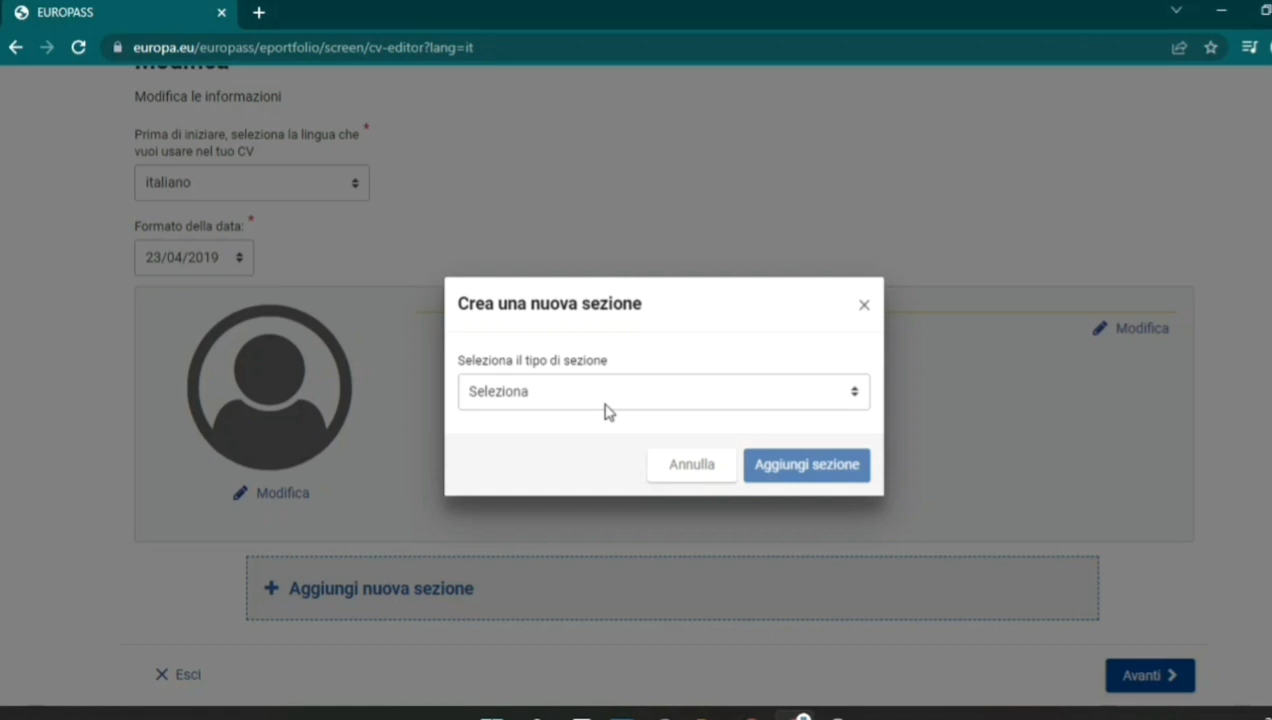 EUROPASS
europa.eu/europass/eportfolio/screen/cv-editor?lang=it
Modifica
Modifica le informazioni
Prima di iniziare, seleziona la lingua che *
vuoi usare nel tuo CV
italiano
Formato della data: *
23/04/2019
Crea una nuova sezione
Modifica
Seleziona il tipo di sezione
Seleziona
Annulla
Aggiungi sezione
Modifica
+ Aggiungi nuova sezione
Esci
Avanti